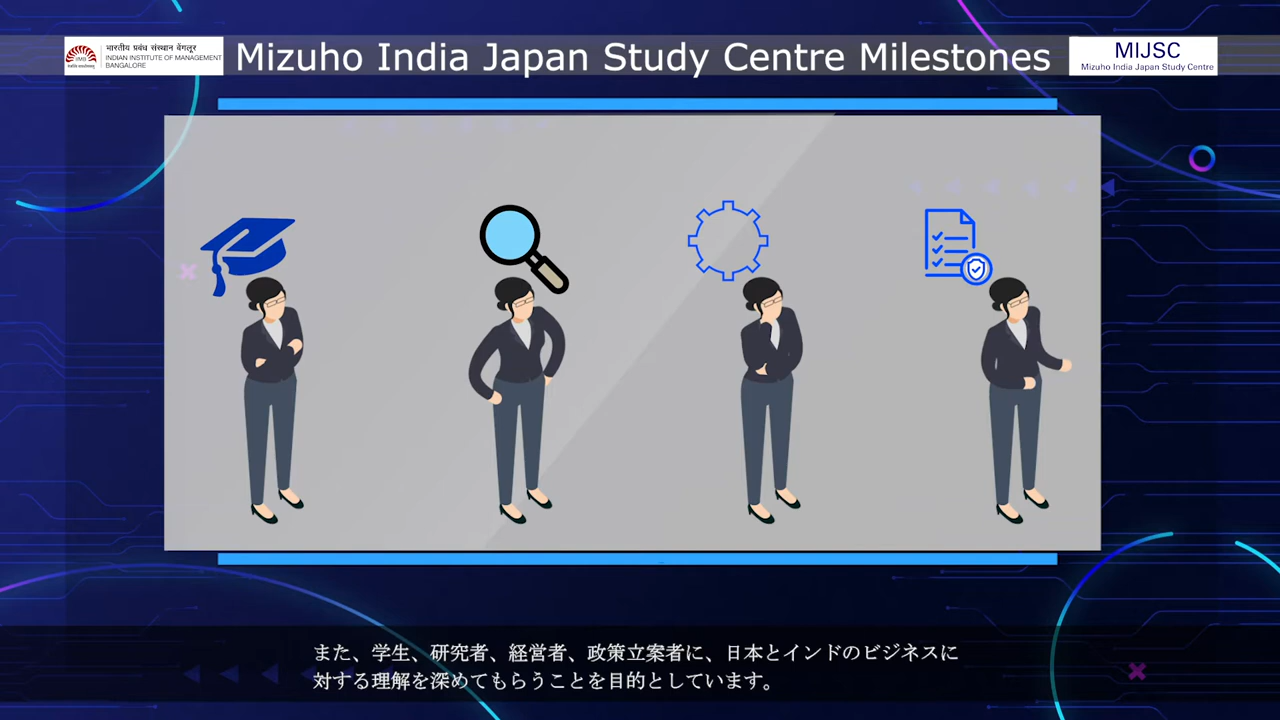 भारतीय प्रबंध संस्थान बेंगलूर
INDIAN INSTITUTE OF MANAGEMENT
BANGALORE
IIMB
Mizuho India Japan Study Centre Milestones
MIJSC
Mizuho India Japan Study Centre
また、学生、研究者、経営者、政策立案者に、日本とインドのビジネスに
対する理解を深めてもらうことを目的としています。